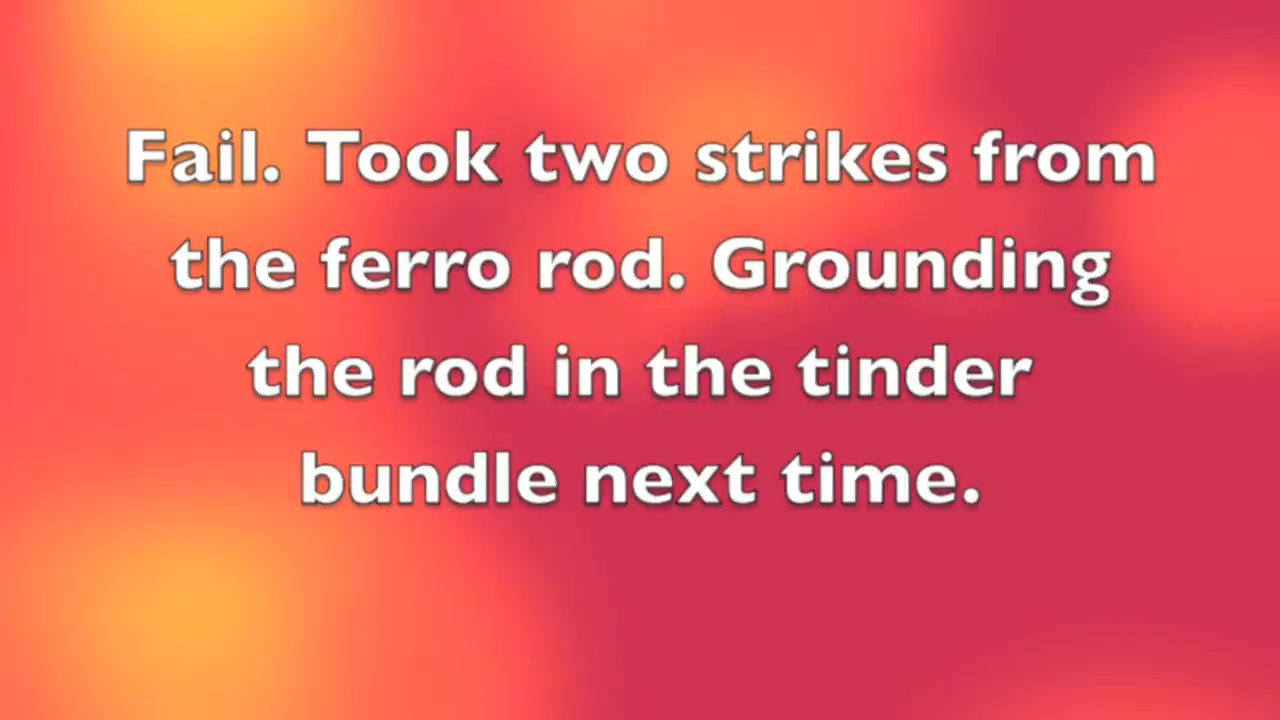 Fail. Took two strikes from
the ferro rod. Grounding
the rod in the tinder
bundle next time.